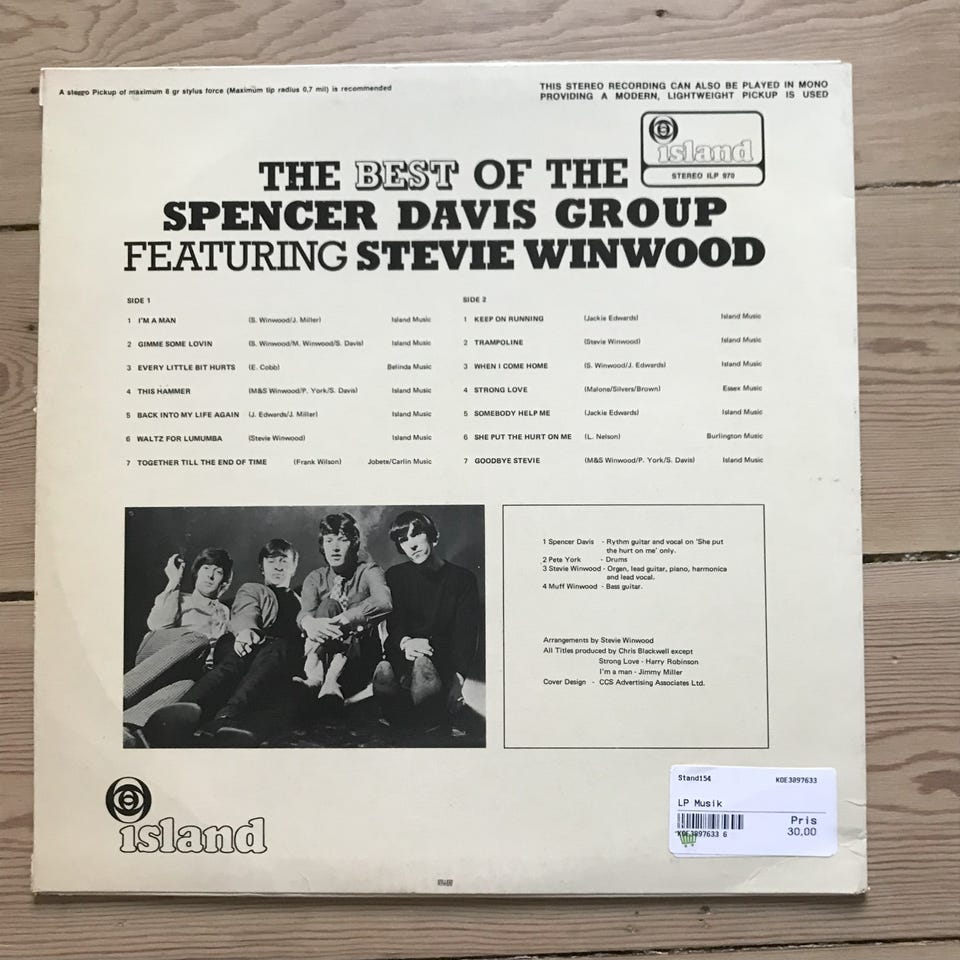 A stereo Pickup of maximum 6 gr stylus force (Maximum tip radius 0,7 mil) is recommended
THIS STEREO RECORDING CAN ALSO BE PLAYED IN MONO
PROVIDING A MODERN, LIGHTWEIGHT PICKUP IS USED
island
STEREO ILP 970
THE BEST OF THE
SPENCER DAVIS GROUP
FEATURING STEVIE WINWOOD
SIDE 1
1 I'M A MAN (S. Winwood/J. Miller) Island Music
2 GIMME SOME LOVIN (S. Winwood/M. Winwood/S. Davis) Island Music
3 EVERY LITTLE BIT HURTS (E. Cobb) Belinda Music
4 THIS HAMMER (M&S Winwood/P. York/S. Davis) Island Music
5 BACK INTO MY LIFE AGAIN (J. Edwards/J. Miller) Island Music
6 WALTZ FOR LUMUMBA (Stevie Winwood) Island Music
7 TOGETHER TILL THE END OF TIME (Frank Wilson) Jobete/Carlin Music
SIDE 2
1 KEEP ON RUNNING (Jackie Edwards) Island Music
2 TRAMPOLINE (Stevie Winwood) Island Music
3 WHEN I COME HOME (S. Winwood/J. Edwards) Island Music
4 STRONG LOVE (Malone/Silvers/Brown) Essex Music
5 SOMEBODY HELP ME (Jackie Edwards) Island Music
6 SHE PUT THE HURT ON ME (L. Nelson) Burlington Music
7 GOODBYE STEVIE (M&S Winwood/P. York/S. Davis) Island Music
1 Spencer Davis - Rythm guitar and vocal on 'She put
the hurt on me' only.
2 Pete York - Drums
3 Stevie Winwood - Organ, lead guitar, piano, harmonica
and lead vocal.
4 Muff Winwood - Bass guitar.
Arrangements by Stevie Winwood
All Titles produced by Chris Blackwell except
Strong Love - Harry Robinson
I'm a man - Jimmy Miller
Cover Design - CCS Advertising Associates Ltd.
island
Stand154 KOE3897633
LP Musik
Pris
30,00
KOE3897633 6